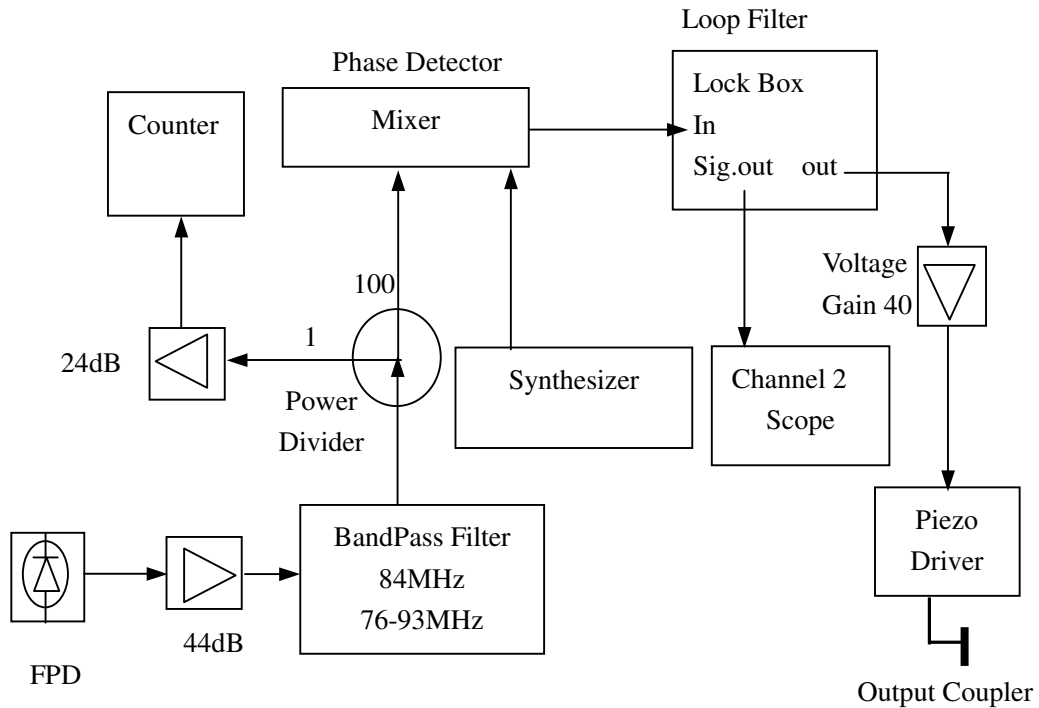 Loop Filter
Phase Detector
Counter
Mixer
Lock Box
In
Sig.out out
100
1
24dB
Power
Divider
Synthesizer
Channel 2
Scope
Voltage
Gain 40
BandPass Filter
84MHz
76-93MHz
44dB
FPD
Piezo
Driver
Output Coupler